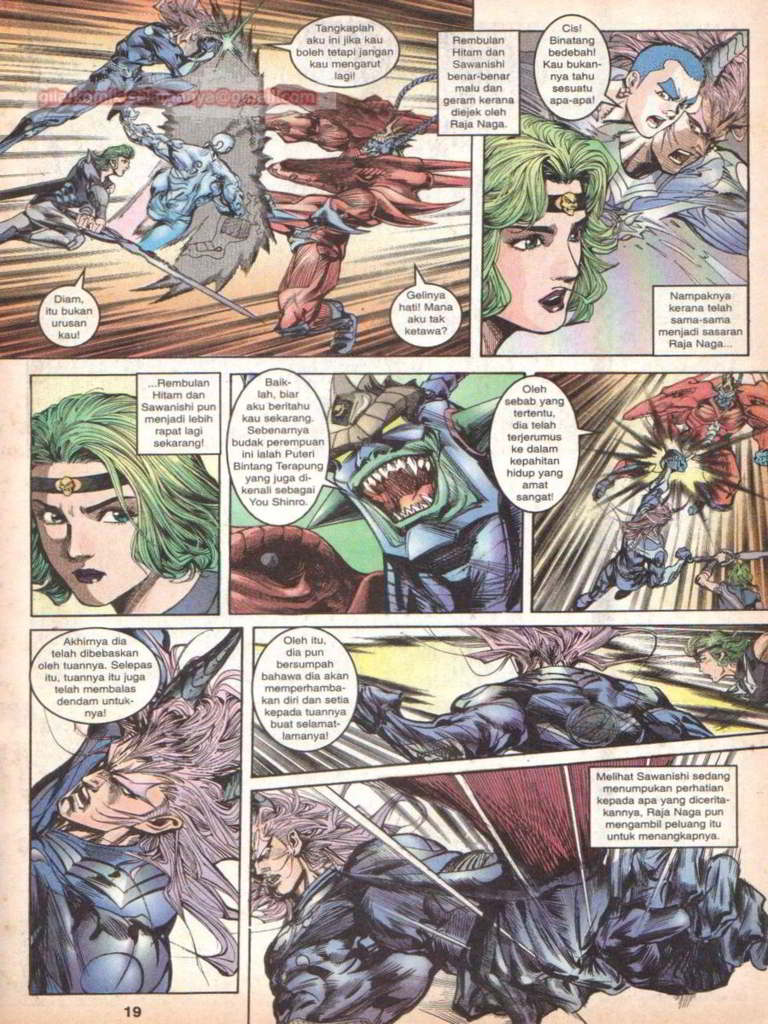 Tangkaplah
aku ini jika kau
boleh tetapi jangan
kau mengarut
lagi!
Rembulan
Hitam dan
Sawanishi
benar-benar
malu dan
geram kerana
diejek oleh
Raja Naga.
Cis!
Binatang
bedebah!
Kau bukan-
nya tahu
sesuatu
apa-apa!
Diam,
itu bukan
urusan
kau!
Gelinya
hati! Mana
aku tak
ketawa?
Nampaknya
kerana telah
sama-sama
menjadi sasaran
Raja Naga...
...Rembulan
Hitam dan
Sawanishi pun
menjadi lebih
rapat lagi
sekarang!
Baik-
lah, biar
aku beritahu
kau sekarang.
Sebenarnya
budak perempuan
ini ialah Puteri
Bintang Terapung
yang juga di-
kenali sebagai
You Shinro.
Oleh
sebab yang
tertentu,
dia telah
terjerumus
ke dalam
kepahitan
hidup yang
amat
sangat!
Akhirnya dia
telah dibebaskan
oleh tuannya. Selepas
itu, tuannya itu juga
telah membalas
dendam untuk-
nya!
Oleh itu,
dia pun
bersumpah
bahawa dia akan
memperhamba-
kan diri dan setia
kepada tuannya
buat selamat-
lamanya!
Melihat Sawanishi sedang
menumpukan perhatian
kepada apa yang dicerita-
kannya, Raja Naga pun
mengambil peluang itu
untuk menangkapnya.
19